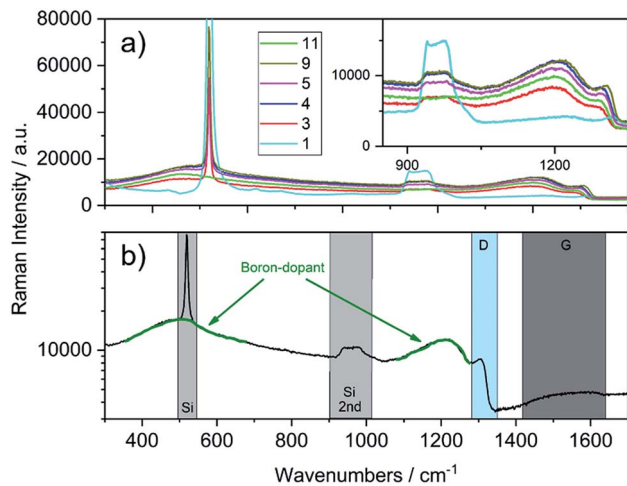 80000
60000
40000
20000
0
a)
11
9
5
4
3
1
10000
0
900
1200
Raman Intensity / a.u.
b)
Boron-dopant
D
G
10000
Si
Si
2nd
400
600
800
1000
1200
1400
1600
Wavenumbers / cm⁻¹